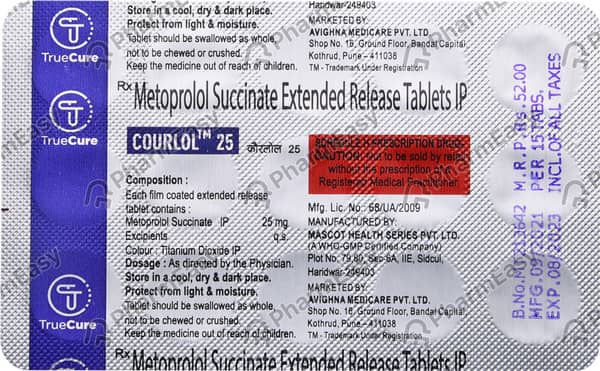 Store in a cool, dry & dark place.
Protect from light & moisture.
Tablet should be swallowed as whole,
not to be chewed or crushed.
Keep the medicine out of reach of children.
Haridwar-249403
MARKETED BY:
AVIGHNA MEDICARE PVT. LTD.
Shop No. 16, Ground Floor, Bandal Capital,
Kothrud, Pune - 411038
TM - Trademark Under Registration
TrueCure
Rx Metoprolol Succinate Extended Release Tablets IP
COURLOL™ 25 कौरलोल 25
TrueCure
Composition :
Each film coated extended release
tablet contains :
Metoprolol Succinate IP 25 mg
Excipients q.s.
Colour : Titanium Dioxide IP
Dosage : As directed by the Physician.
Store in a cool, dry & dark place.
Protect from light & moisture.
Tablet should be swallowed as whole,
not to be chewed or crushed.
Keep the medicine out of reach of children.
SCHEDULE H PRESCRIPTION DRUG
CAUTION: Not to be sold by retail
without the prescription of a
Registered Medical Practitioner.
Mfg. Lic. No.: 68/UA/2009
MANUFACTURED BY:
MASCOT HEALTH SERIES PVT. LTD.
(A WHO-GMP Certified Company)
Plot No. 79,80, Sec-6A, IIE, Sidcul,
Haridwar-249403
MARKETED BY:
AVIGHNA MEDICARE PVT. LTD.
Shop No. 16, Ground Floor, Bandal Capital,
Kothrud, Pune - 411038
TM - Trademark Under Registration
TrueCure
Rx Metoprolol Succinate Extended Release Tablets IP
M.R.P. Rs. 52.00
MFG.09/2021 PER 15TABS.
EXP.08/2023 INCL.OF ALL TAXES
PharmEasy